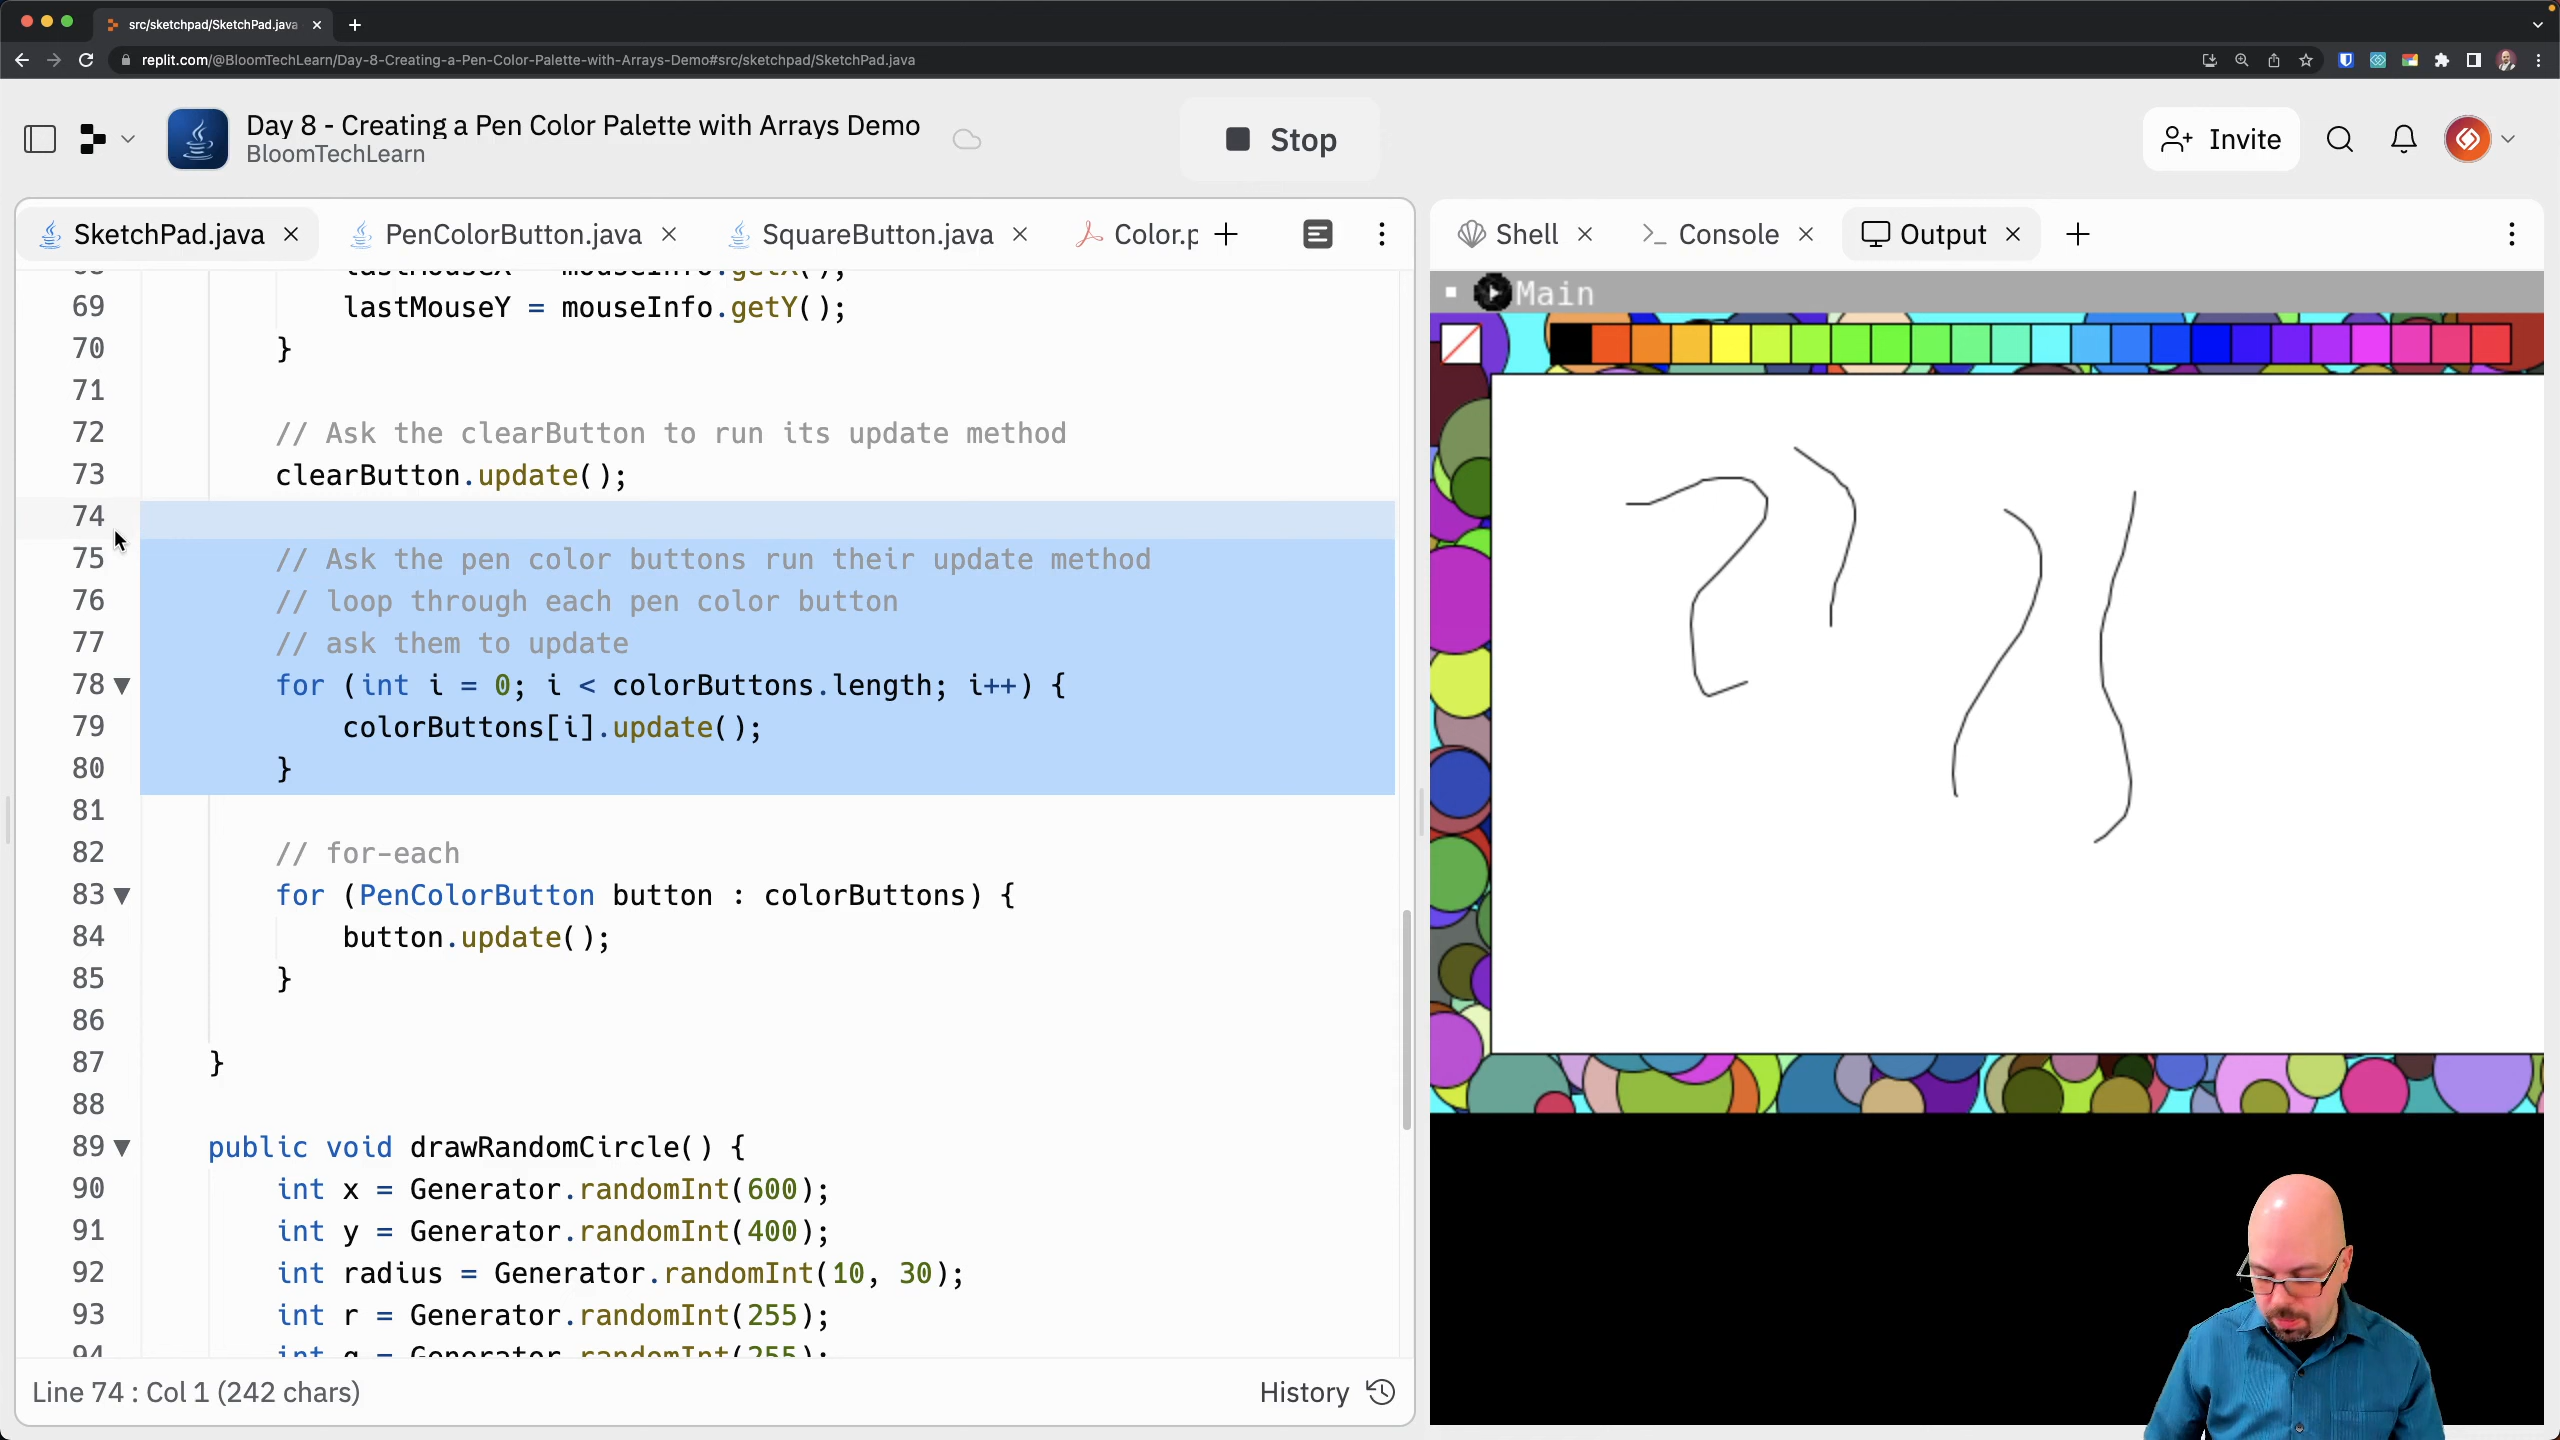 src/sketchpad/SketchPad.java
replit.com/@BloomTechLearn/Day-8-Creating-a-Pen-Color-Palette-with-Arrays-Demo#src/sketchpad/SketchPad.java
Day 8 - Creating a Pen Color Palette with Arrays Demo
BloomTechLearn
Stop
Invite
SketchPad.java
PenColorButton.java
SquareButton.java
Color.p
Shell
Console
Output
Main
69 lastMouseY = mouseInfo.getY();
70 }
71
72 // Ask the clearButton to run its update method
73 clearButton.update();
74
75 // Ask the pen color buttons run their update method
76 // loop through each pen color button
77 // ask them to update
78 for (int i = 0; i < colorButtons.length; i++) {
79 colorButtons[i].update();
80 }
81
82 // for-each
83 for (PenColorButton button : colorButtons) {
84 button.update();
85 }
86
87 }
88
89 public void drawRandomCircle() {
90 int x = Generator.randomInt(600);
91 int y = Generator.randomInt(400);
92 int radius = Generator.randomInt(10, 30);
93 int r = Generator.randomInt(255);
Line 74 : Col 1 (242 chars)
History